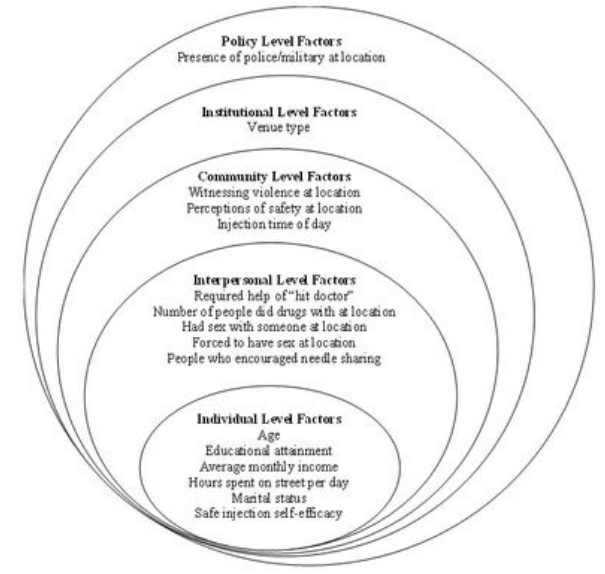 Policy Level Factors
Presence of police/military at location
Institutional Level Factors
Venue type
Community Level Factors
Witnessing violence at location
Perceptions of safety at location
Injection time of day
Interpersonal Level Factors
Required help of “hit doctor”
Number of people did drugs with at location
Had sex with someone at location
Forced to have sex at location
People who encouraged needle sharing
Individual Level Factors
Age
Educational attainment
Average monthly income
Hours spent on street per day
Marital status
Safe injection self-efficacy